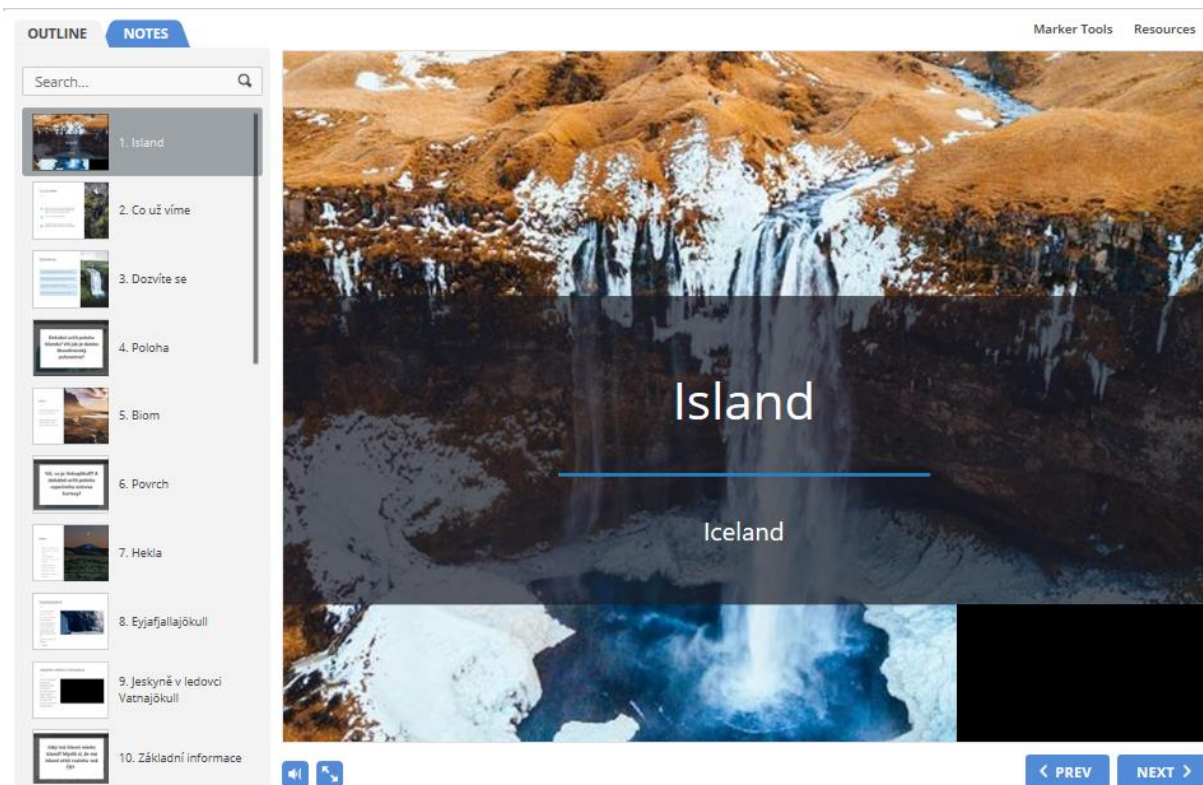 OUTLINE
NOTES
Marker Tools
Resources
Search...
1. Island
2. Co už víme
3. Dozvíte se
4. Poloha
5. Biom
6. Povrch
7. Hekla
8. Eyjafjallajökull
9. Jeskyně v ledovci
Vatnajökull
10. Základní informace
Island
Iceland
PREV
NEXT